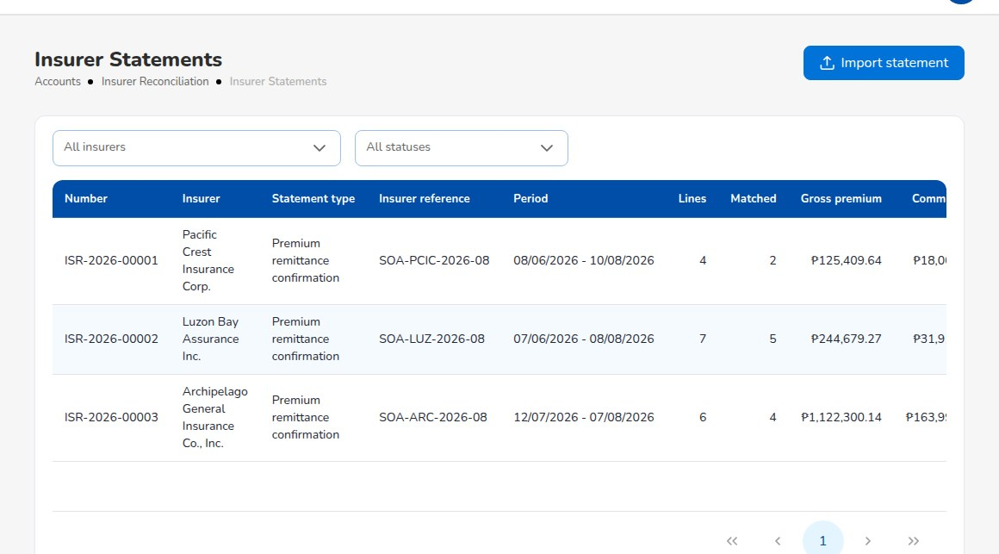 Insurer Statements
Import statement
Accounts • Insurer Reconciliation • Insurer Statements
All insurers All statuses
Number Insurer Statement type Insurer reference Period Lines Matched Gross premium Comm
ISR-2026-00001 Pacific Crest Insurance Corp. Premium remittance confirmation SOA-PCIC-2026-08 08/06/2026 - 10/08/2026 4 2 ₱125,409.64 ₱18,0
ISR-2026-00002 Luzon Bay Assurance Inc. Premium remittance confirmation SOA-LUZ-2026-08 07/06/2026 - 08/08/2026 7 5 ₱244,679.27 ₱31,9
ISR-2026-00003 Archipelago General Insurance Co., Inc. Premium remittance confirmation SOA-ARC-2026-08 12/07/2026 - 07/08/2026 6 4 ₱1,122,300.14 ₱163,9
1